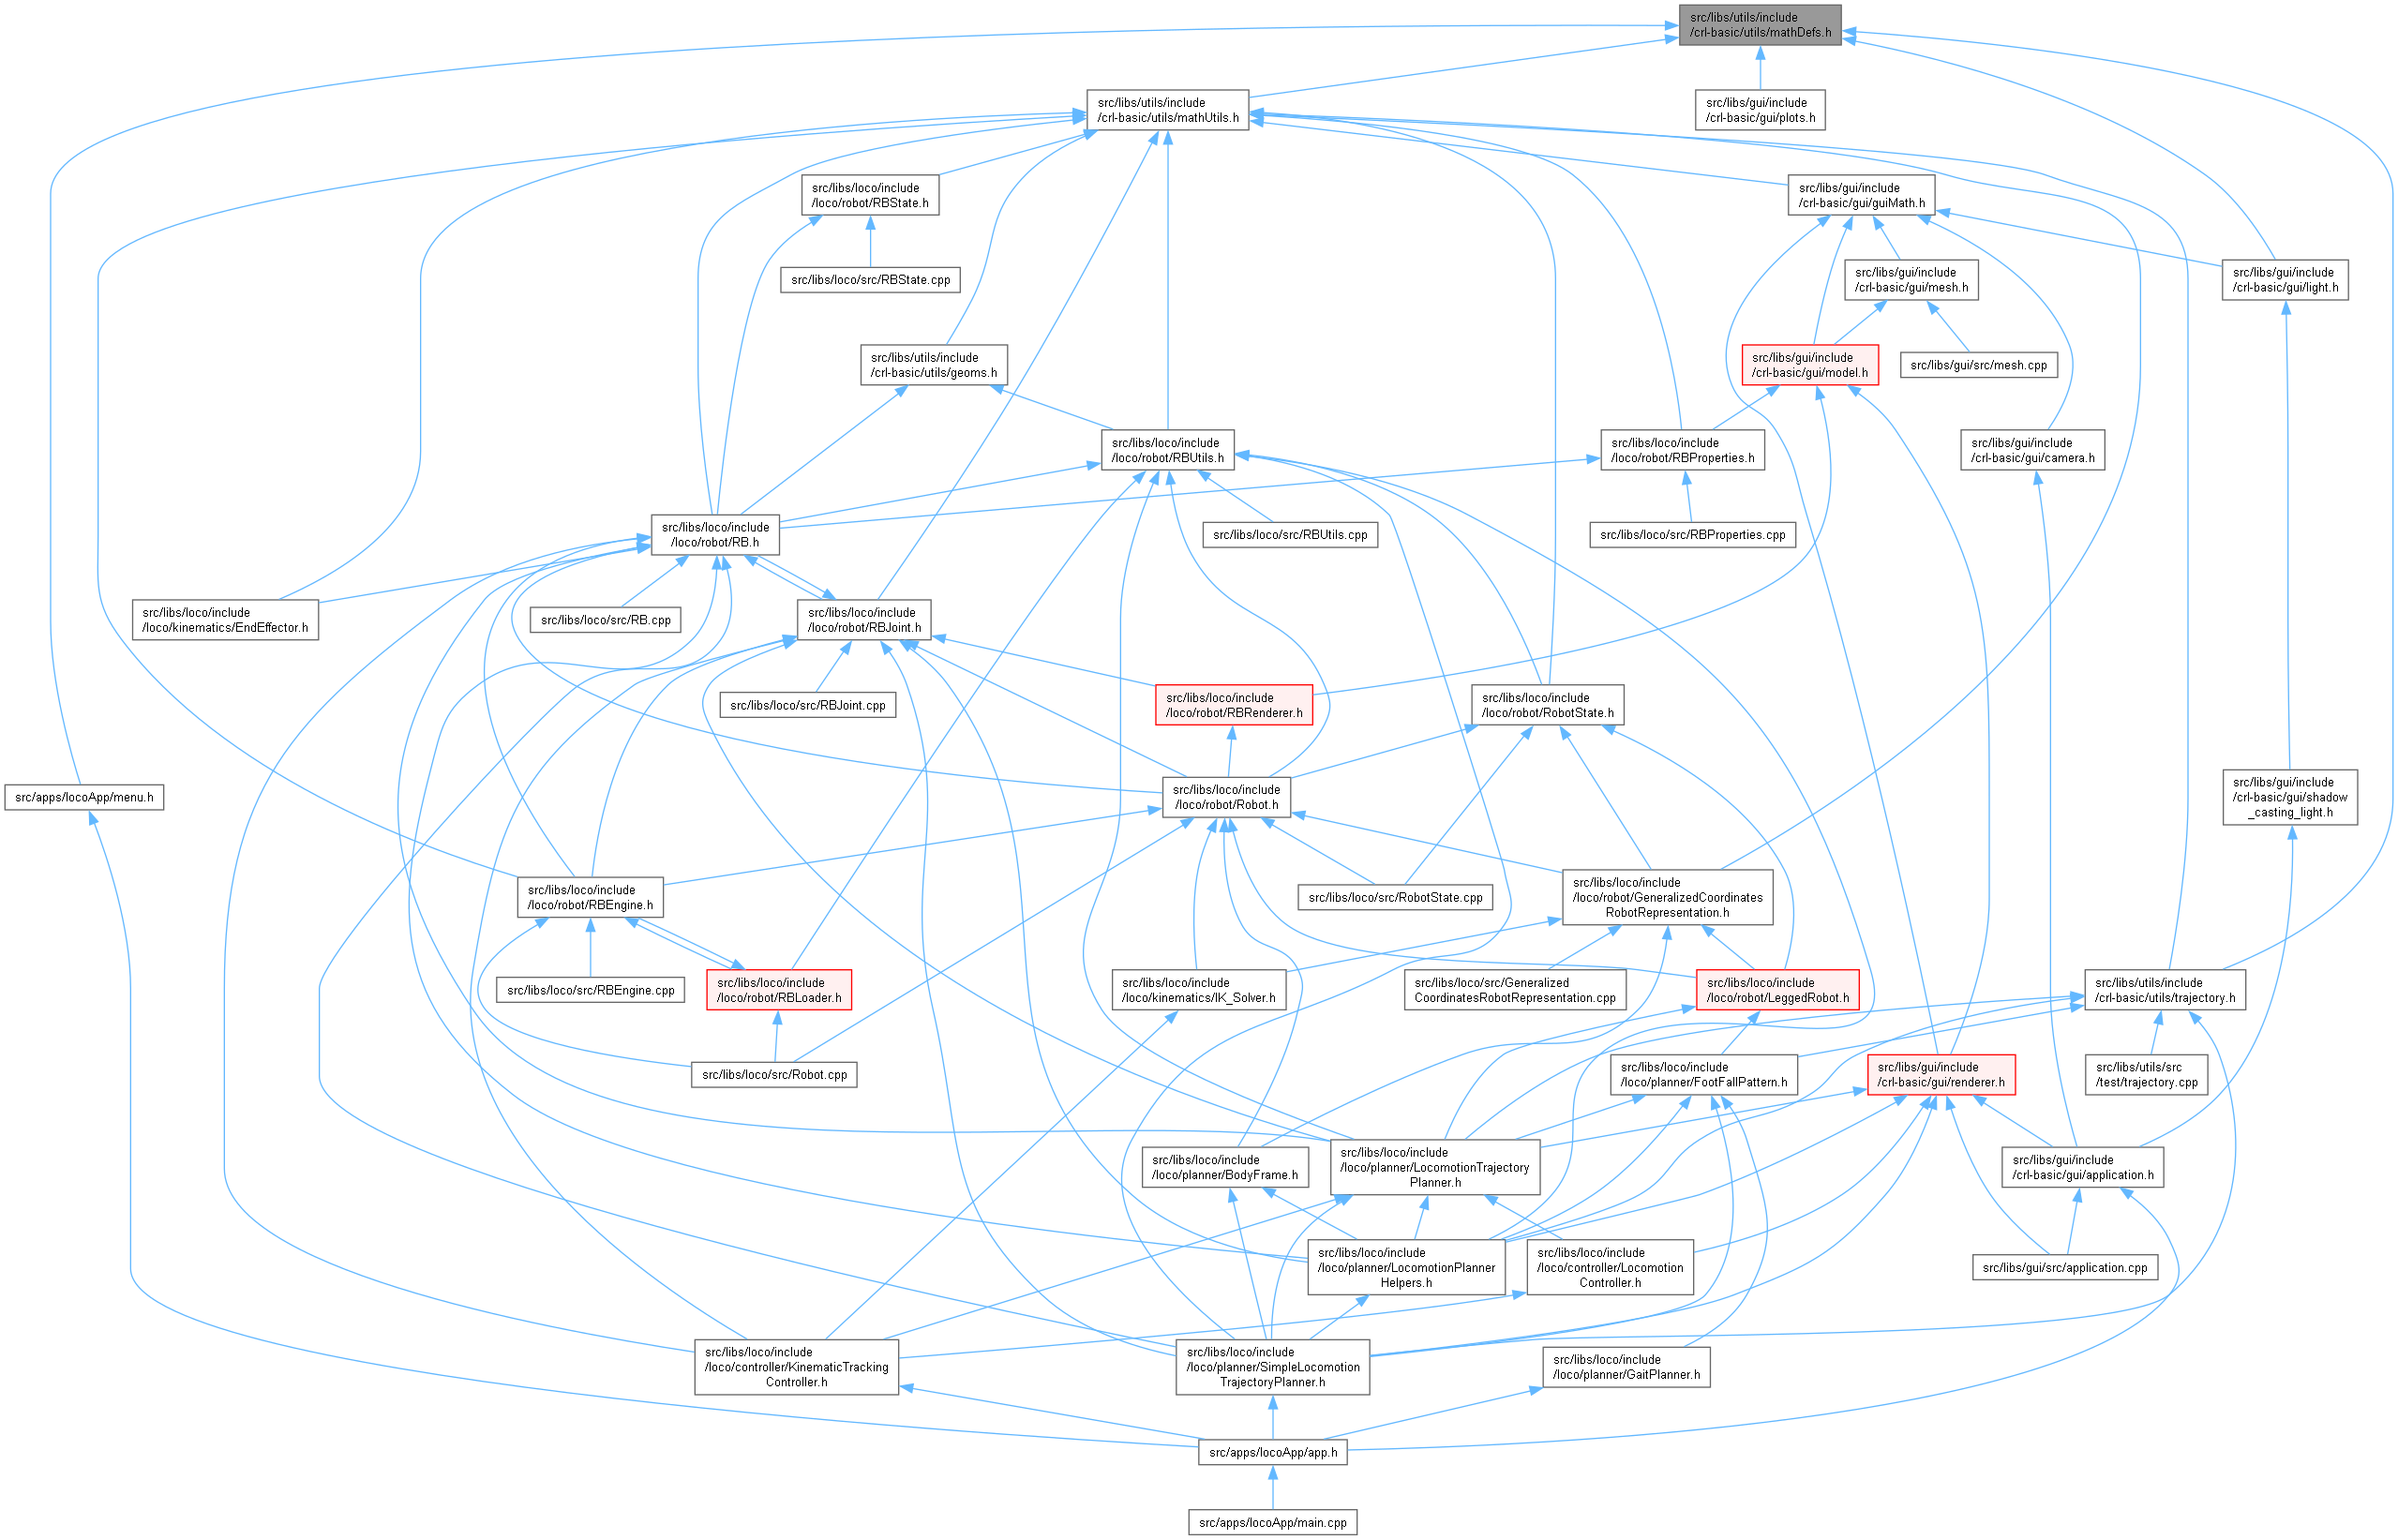 src/libs/utils/include
/crl-basic/utils/mathDefs.h
src/libs/utils/include
/crl-basic/utils/mathUtils.h
src/libs/gui/include
/crl-basic/gui/plots.h
src/libs/loco/include
/loco/robot/RBState.h
src/libs/gui/include
/crl-basic/gui/guiMath.h
src/libs/loco/src/RBState.cpp
src/libs/gui/include
/crl-basic/gui/mesh.h
src/libs/gui/include
/crl-basic/gui/light.h
src/libs/utils/include
/crl-basic/utils/geoms.h
src/libs/gui/include
/crl-basic/gui/model.h
src/libs/gui/src/mesh.cpp
src/libs/loco/include
/loco/robot/RBUtils.h
src/libs/loco/include
/loco/robot/RBProperties.h
src/libs/gui/include
/crl-basic/gui/camera.h
src/libs/loco/include
/loco/robot/RB.h
src/libs/loco/src/RBUtils.cpp
src/libs/loco/src/RBProperties.cpp
src/libs/loco/include
/loco/kinematics/EndEffector.h
src/libs/loco/src/RB.cpp
src/libs/loco/include
/loco/robot/RBJoint.h
src/libs/loco/src/RBJoint.cpp
src/libs/loco/include
/loco/robot/RBRenderer.h
src/libs/loco/include
/loco/robot/RobotState.h
src/apps/locoApp/menu.h
src/libs/loco/include
/loco/robot/Robot.h
src/libs/gui/include
/crl-basic/gui/shadow
_casting_light.h
src/libs/loco/include
/loco/robot/RBEngine.h
src/libs/loco/src/RobotState.cpp
src/libs/loco/include
/loco/robot/GeneralizedCoordinates
RobotRepresentation.h
src/libs/loco/src/RBEngine.cpp
src/libs/loco/include
/loco/robot/RBLoader.h
src/libs/loco/include
/loco/kinematics/IK_Solver.h
src/libs/loco/src/Generalized
CoordinatesRobotRepresentation.cpp
src/libs/loco/include
/loco/robot/LeggedRobot.h
src/libs/utils/include
/crl-basic/utils/trajectory.h
src/libs/loco/src/Robot.cpp
src/libs/loco/include
/loco/planner/FootFallPattern.h
src/libs/gui/include
/crl-basic/gui/renderer.h
src/libs/utils/src
/test/trajectory.cpp
src/libs/loco/include
/loco/planner/BodyFrame.h
src/libs/loco/include
/loco/planner/LocomotionTrajectory
Planner.h
src/libs/gui/include
/crl-basic/gui/application.h
src/libs/loco/include
/loco/planner/LocomotionPlanner
Helpers.h
src/libs/loco/include
/loco/controller/Locomotion
Controller.h
src/libs/gui/src/application.cpp
src/libs/loco/include
/loco/controller/KinematicTracking
Controller.h
src/libs/loco/include
/loco/planner/SimpleLocomotion
TrajectoryPlanner.h
src/libs/loco/include
/loco/planner/GaitPlanner.h
src/apps/locoApp/app.h
src/apps/locoApp/main.cpp